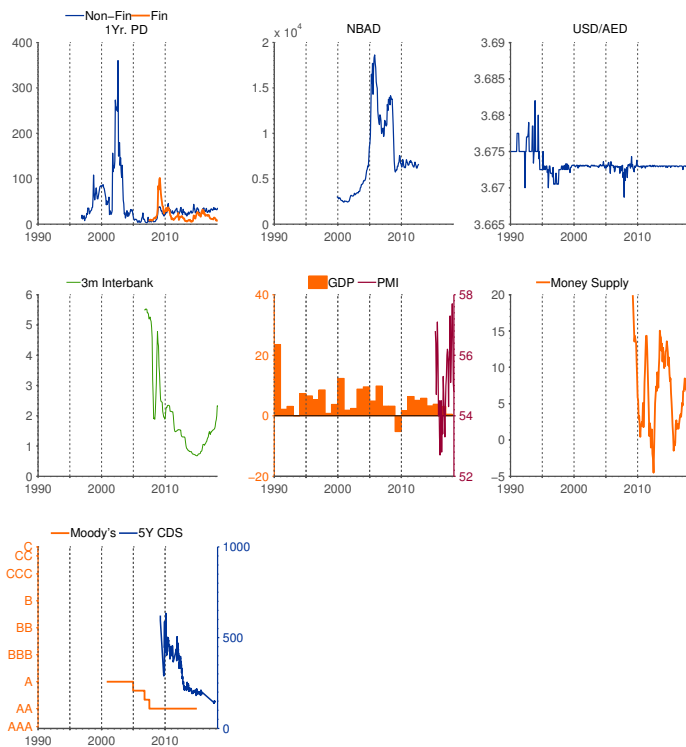 Non-Fin Fin
1Yr. PD
400
300
200
100
0
1990 2000 2010
NBAD
2 x 10⁴
1.5
1
0.5
0
1990 2000 2010
USD/AED
3.69
3.685
3.68
3.675
3.67
3.665
1990 2000 2010
3m Interbank
6
5
4
3
2
1
0
1990 2000 2010
GDP PMI
40
20
0
−20
58
56
54
52
1990 2000 2010
Money Supply
20
15
10
5
0
−5
1990 2000 2010
Moody's 5Y CDS
C
CC
CCC
B
BB
BBB
A
AA
AAA
1000
500
0
1990 2000 2010